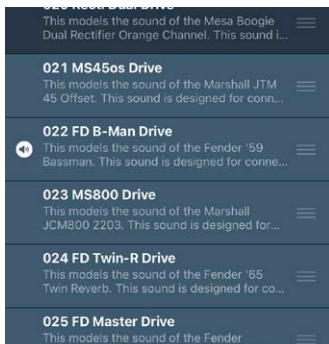 020 Recti Dual Drive
This models the sound of the Mesa Boogie
Dual Rectifier Orange Channel. This sound i...
021 MS45os Drive
This models the sound of the Marshall JTM
45 Offset. This sound is designed for conn...
022 FD B-Man Drive
This models the sound of the Fender '59
Bassman. This sound is designed for conne...
023 MS800 Drive
This models the sound of the Marshall
JCM800 2203. This sound is designed for...
024 FD Twin-R Drive
This models the sound of the Fender '65
Twin Reverb. This sound is designed for co...
025 FD Master Drive
This models the sound of the Fender